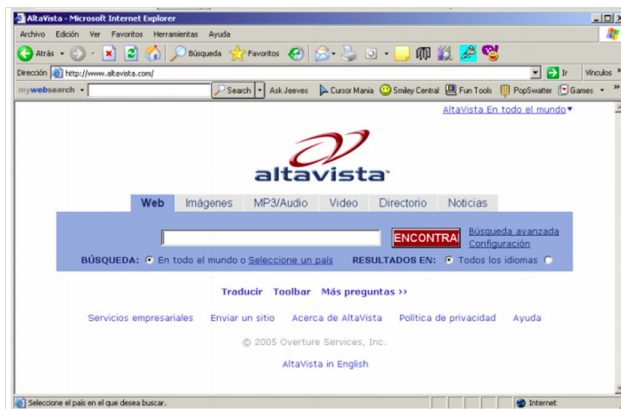 AltaVista - Microsoft Internet Explorer
Archivo Edición Ver Favoritos Herramientas Ayuda
Atrás Búsqueda Favoritos
Dirección http://www.altavista.com/ Ir Vínculos »
mywebsearch Search Ask Jeeves Cursor Mania Smiley Central Fun Tools PopSwatter Games »
AltaVista En todo el mundo
altavista
Web Imágenes MP3/Audio Video Directorio Noticias
ENCONTRA Búsqueda avanzada
Configuración
BÚSQUEDA: En todo el mundo o Seleccione un país RESULTADOS EN: Todos los idiomas
Traducir Toolbar Más preguntas >>
Servicios empresariales Enviar un sitio Acerca de AltaVista Política de privacidad Ayuda
© 2005 Overture Services, Inc.
AltaVista in English
Seleccione el país en el que desea buscar. Internet